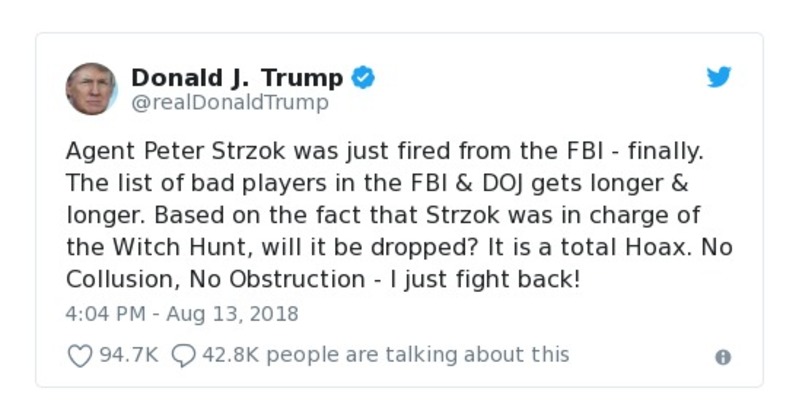 Donald J. Trump
@realDonaldTrump
Agent Peter Strzok was just fired from the FBI - finally.
The list of bad players in the FBI & DOJ gets longer &
longer. Based on the fact that Strzok was in charge of
the Witch Hunt, will it be dropped? It is a total Hoax. No
Collusion, No Obstruction - I just fight back!
4:04 PM - Aug 13, 2018
94.7K 42.8K people are talking about this